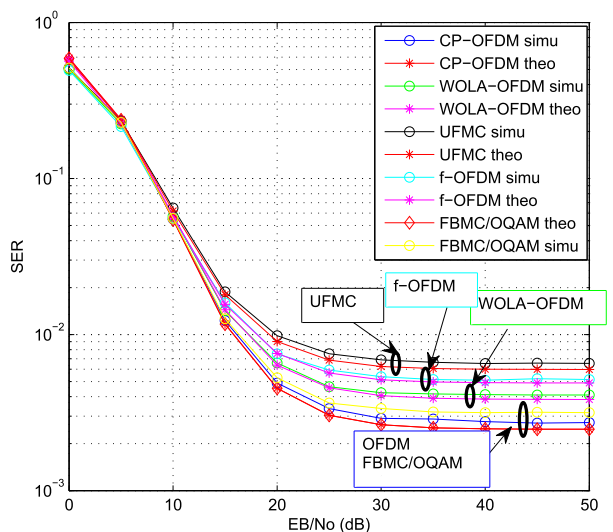 10^0
10^-1
10^-2
10^-3
SER
0
10
20
30
40
50
EB/No (dB)
CP-OFDM simu
CP-OFDM theo
WOLA-OFDM simu
WOLA-OFDM theo
UFMC simu
UFMC theo
f-OFDM simu
f-OFDM theo
FBMC/OQAM theo
FBMC/OQAM simu
UFMC
f-OFDM
WOLA-OFDM
OFDM
FBMC/OQAM